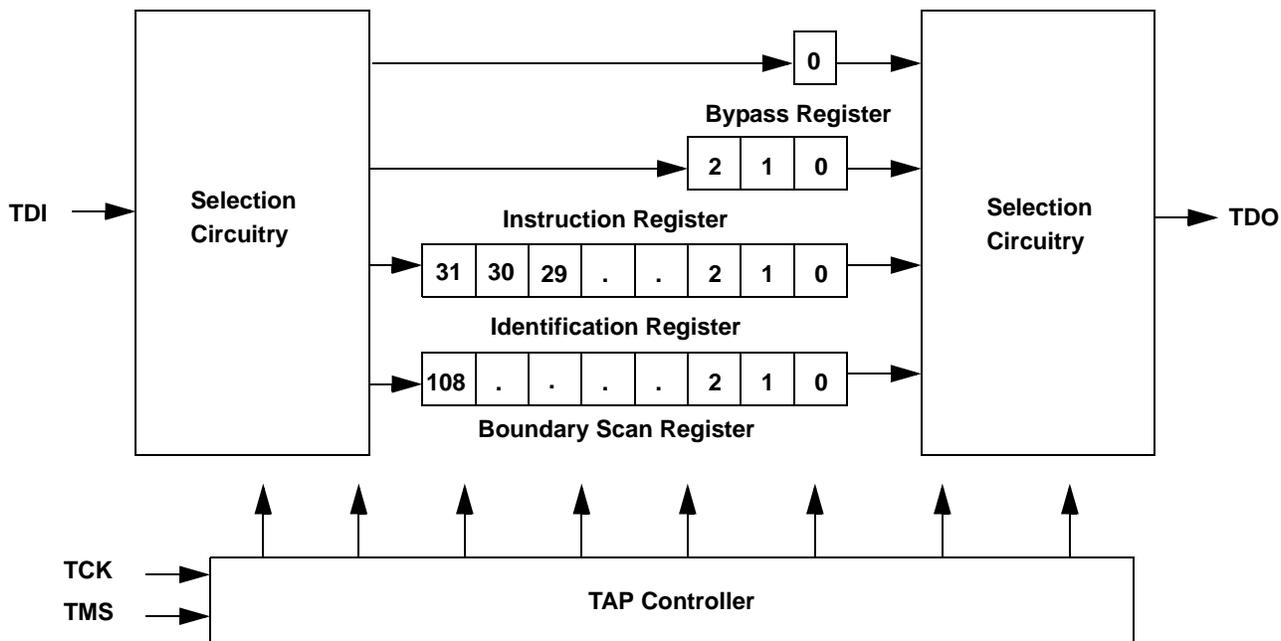 0
Bypass Register
2 1 0
Selection
Circuitry
Selection
Circuitry
TDI
TDO
Instruction Register
31 30 29 . . 2 1 0
Identification Register
108 . . . . 2 1 0
Boundary Scan Register
TCK
TMS
TAP Controller